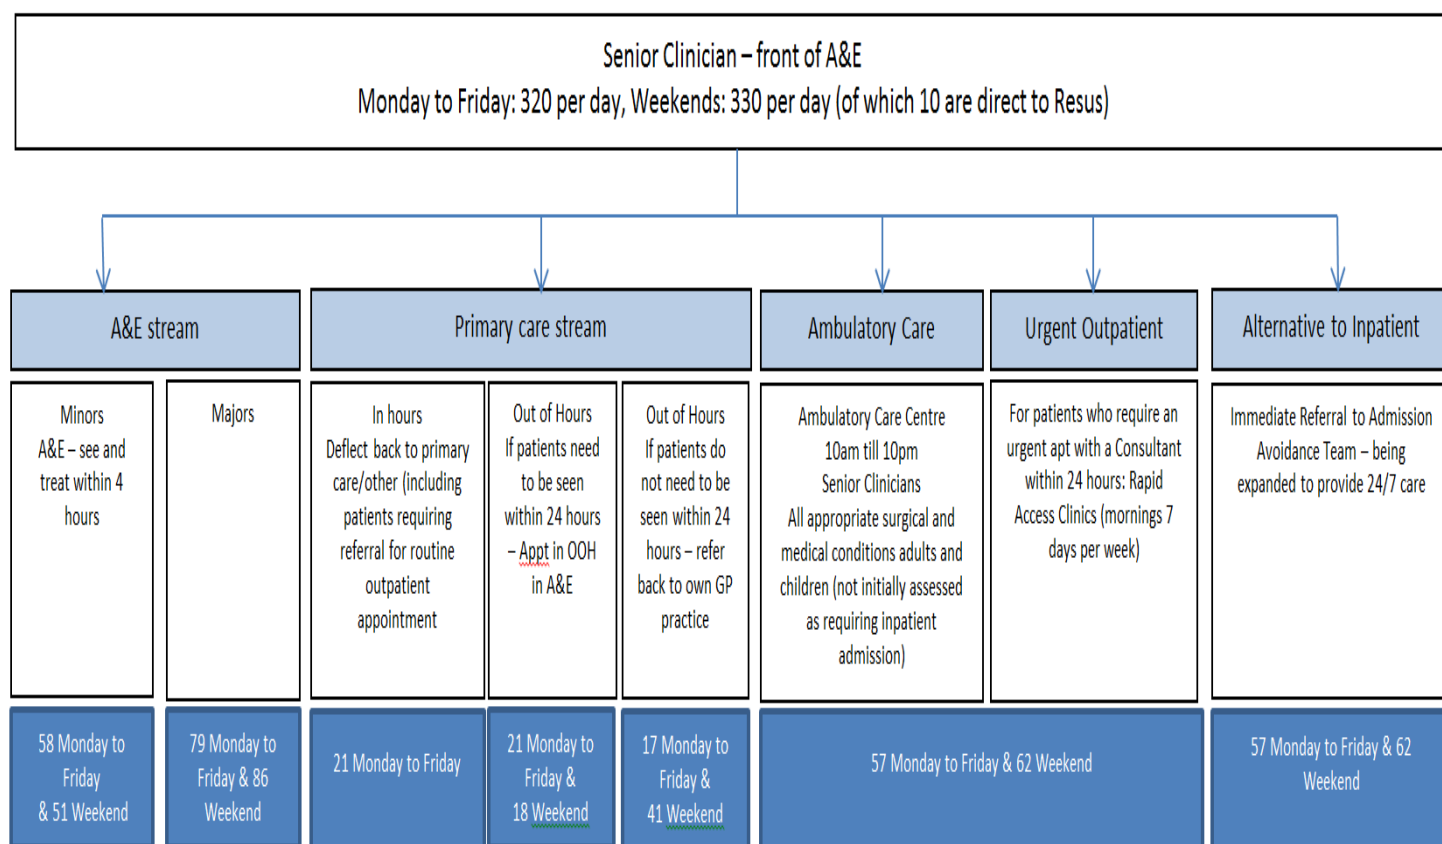 Senior Clinician – front of A&E
Monday to Friday: 320 per day, Weekends: 330 per day (of which 10 are direct to Resus)
A&E stream
Primary care stream
Ambulatory Care
Urgent Outpatient
Alternative to Inpatient
Minors
A&E – see and
treat within 4
hours
Majors
In hours
Deflect back to primary
care/other (including
patients requiring
referral for routine
outpatient
appointment
Out of Hours
If patients need
to be seen
within 24 hours
– Appt in OOH
in A&E
Out of Hours
If patients do
not need to be
seen within 24
hours – refer
back to own GP
practice
Ambulatory Care Centre
10am till 10pm
Senior Clinicians
All appropriate surgical and
medical conditions adults and
children (not initially assessed
as requiring inpatient
admission)
For patients who require an
urgent apt with a Consultant
within 24 hours: Rapid
Access Clinics (mornings 7
days per week)
Immediate Referral to Admission
Avoidance Team – being
expanded to provide 24/7 care
58 Monday to
Friday
& 51 Weekend
79 Monday to
Friday & 86
Weekend
21 Monday to Friday
21 Monday to
Friday &
18 Weekend
17 Monday to
Friday &
41 Weekend
57 Monday to Friday & 62 Weekend
57 Monday to Friday & 62
Weekend